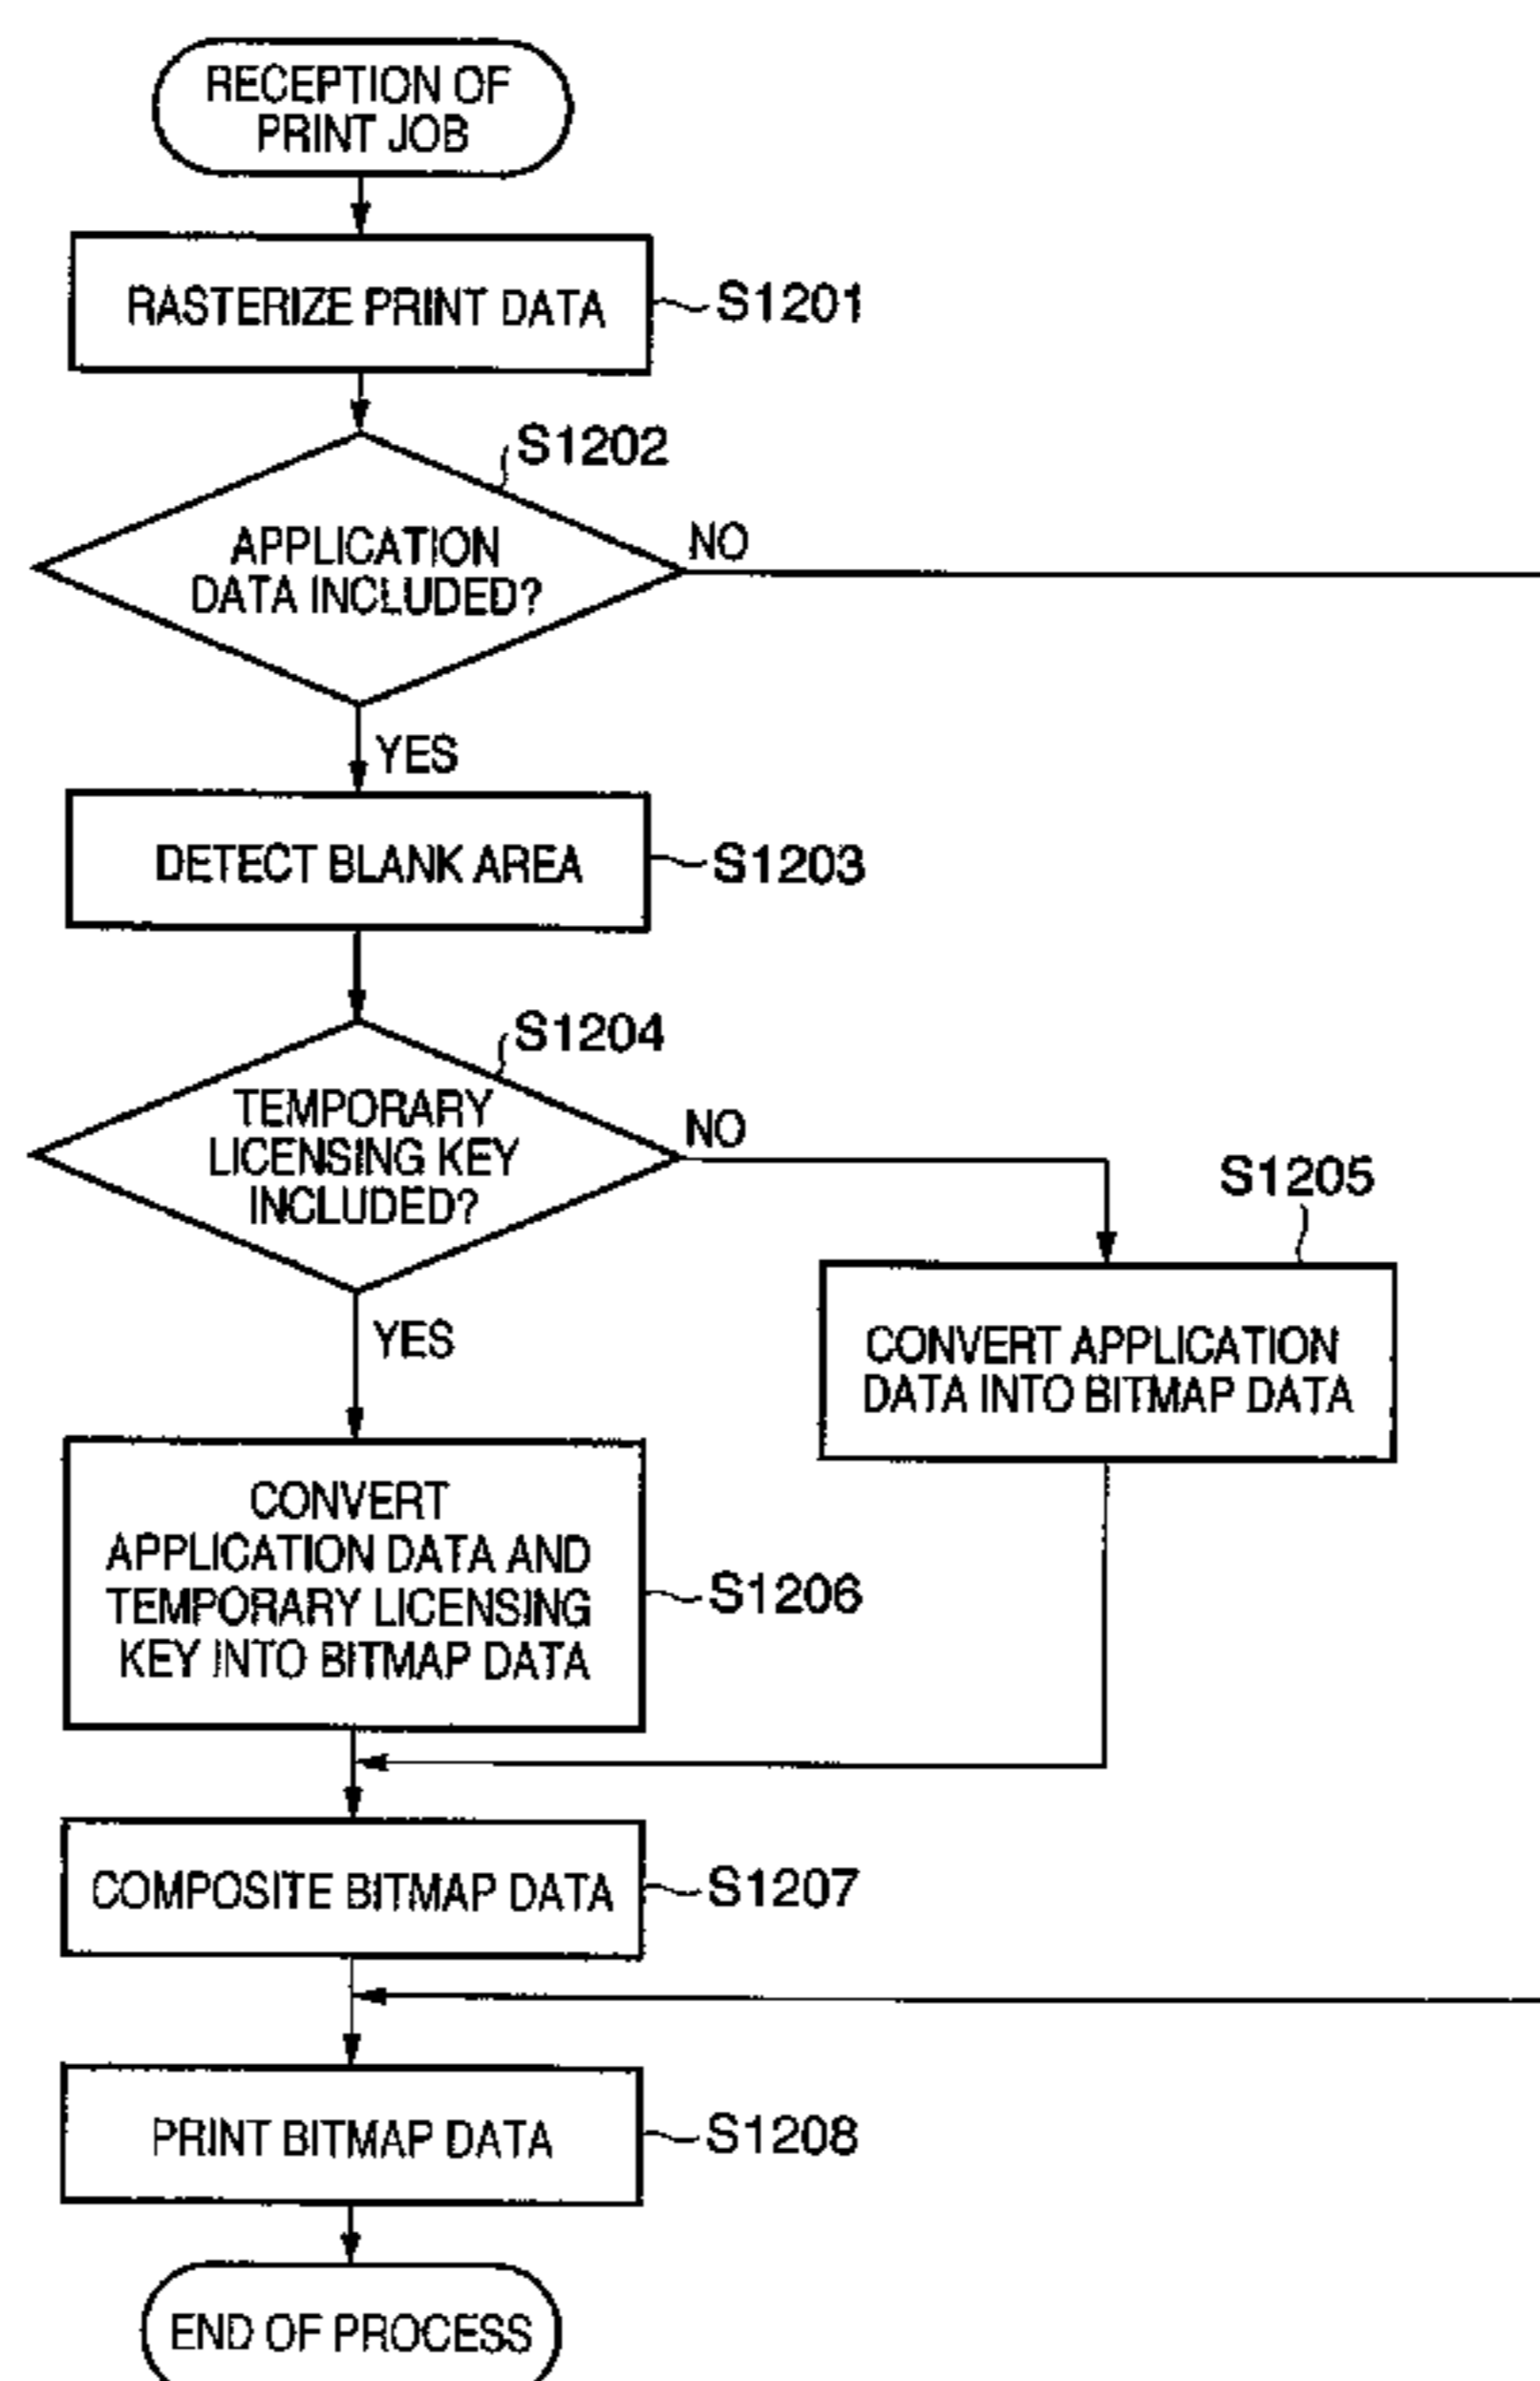 RECEPTION OF
PRINT JOB
RASTERIZE PRINT DATA
S1201
S1202
APPLICATION
DATA INCLUDED?
NO
YES
DETECT BLANK AREA
S1203
S1204
TEMPORARY
LICENSING KEY
INCLUDED?
NO
S1205
YES
CONVERT APPLICATION
DATA INTO BITMAP DATA
CONVERT
APPLICATION DATA AND
TEMPORARY LICENSING
KEY INTO BITMAP DATA
S1206
COMPOSITE BITMAP DATA
S1207
PRINT BITMAP DATA
S1208
END OF PROCESS